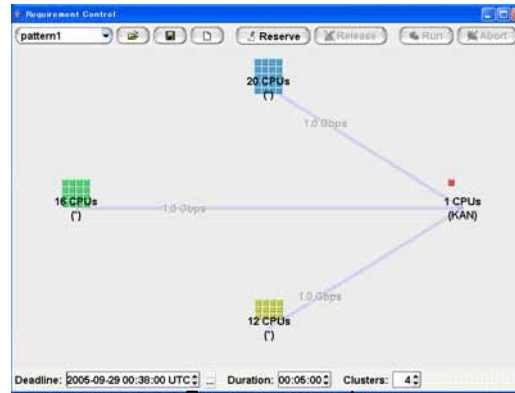 Requirement Control
pattern1 Reserve Release Run Abort
20 CPUs
(*)
1.0 Gbps
16 CPUs
(*)
1.0 Gbps
1 CPUs
(KAN)
1.0 Gbps
12 CPUs
(*)
Deadline: 2005-09-29 00:38:00 UTC ... Duration: 00:05:00 Clusters: 4